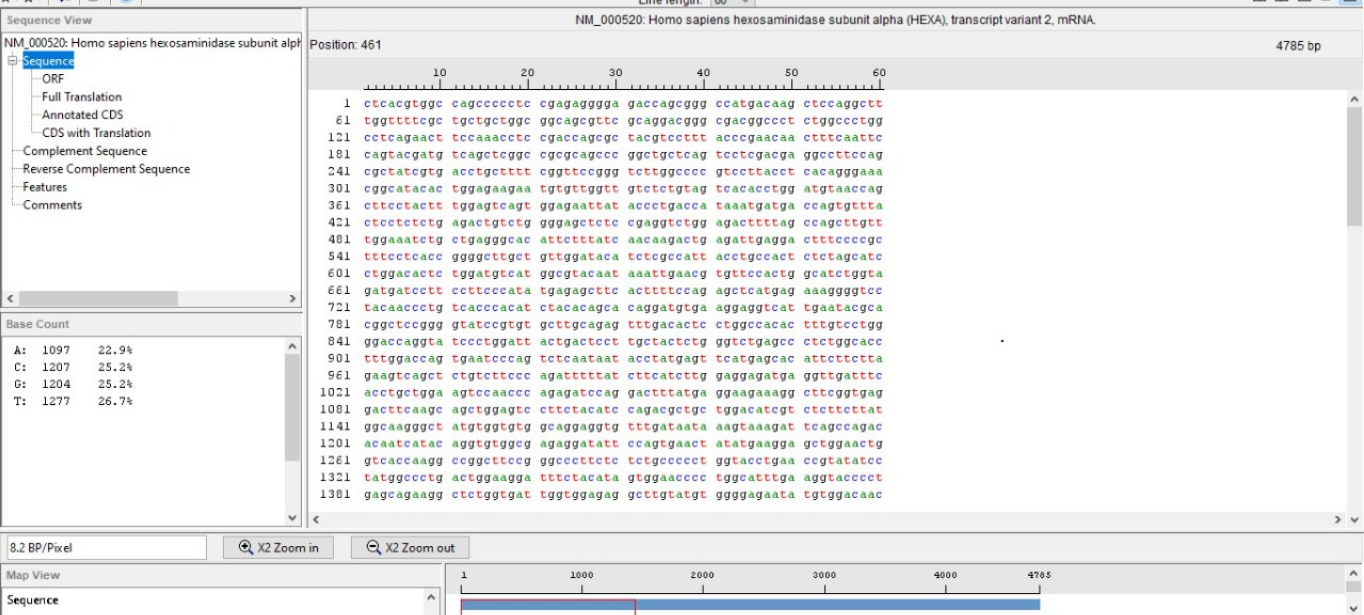 Line length: 60
Sequence View
NM_000520: Homo sapiens hexosaminidase subunit alpha (HEXA), transcript variant 2, mRNA.
NM_000520: Homo sapiens hexosaminidase subunit alph
Position: 461
4785 bp
Sequence
ORF
Full Translation
Annotated CDS
CDS with Translation
Complement Sequence
Reverse Complement Sequence
Features
Comments
10 20 30 40 50 60
1 ctcacgtggc cagccccctc cgagagggga gaccagcggg ccatgacaag ctccaggctt
61 tggttttcgc tgctgctggc ggcagcgttc gcaggacggg cgacggccct ctggccctgg
121 cctcagaact tccaaacctc cgaccagcgc tacgtccttt acccgaacaa ctttcaattc
181 cagtacgatg tcagctcggc cgcgcagccc ggctgctcag tcctcgacga ggccttccag
241 cgctatcgtg acctgctttt cggttccggg tcttggcccc gtccttacct cacagggaaa
301 cggcatacac tggagaagaa tgtgttggtt gtctctgtag tcacacctgg atgtaaccag
361 cttcctactt tggagtcagt ggagaattat accctgacca taaatgatga ccagtgttta
421 ctcctctctg agactgtctg gggagctctc cgaggtctgg agacttttag ccagcttgtt
481 tggaaatctg ctgagggcac attctttatc aacaagactg agattgagga ctttccccgc
541 tttcctcacc ggggcttgct gttggataca tctcgccatt acctgccact ctctagcatc
601 ctggacactc tggatgtcat ggcgtacaat aaattgaacg tgttccactg gcatctggta
661 gatgatcctt ccttcccata tgagagcttc acttttccag agctcatgag aaaggggtcc
721 tacaaccctg tcacccacat ctacacagca caggatgtga aggaggtcat tgaatacgca
781 cggctccggg gtatccgtgt gcttgcagag tttgacactc ctggccacac tttgtcctgg
841 ggaccaggta tccctggatt actgactcct tgctactctg ggtctgagcc ctctggcacc
901 tttggaccag tgaatcccag tctcaataat acctatgagt tcatgagcac attcttctta
961 gaagtcagct ctgtcttccc agatttttat cttcatcttg gaggagatga ggttgatttc
1021 acctgctgga agtccaaccc agagatccag gactttatga ggaagaaagg cttcggtgag
1081 gacttcaagc agctggagtc cttctacatc cagacgctgc tggacatcgt ctcttcttat
1141 ggcaagggct atgtggtgtg gcaggaggtg tttgataata aagtaaagat tcagccagac
1201 acaatcatac aggtgtggcg agaggatatt ccagtgaact atatgaagga gctggaactg
1261 gtcaccaagg ccggcttccg ggcccttctc tctgccccct ggtacctgaa ccgtatatcc
1321 tatggccctg actggaagga tttctacata gtggaacccc tggcatttga aggtacccct
1381 gagcagaagg ctctggtgat tggtggagag gcttgtatgt ggggagaata tgtggacaac
Base Count
A: 1097 22.9%
C: 1207 25.2%
G: 1204 25.2%
T: 1277 26.7%
8.2 BP/Pixel
X2 Zoom in
X2 Zoom out
Map View
1 1000 2000 3000 4000 4785
Sequence